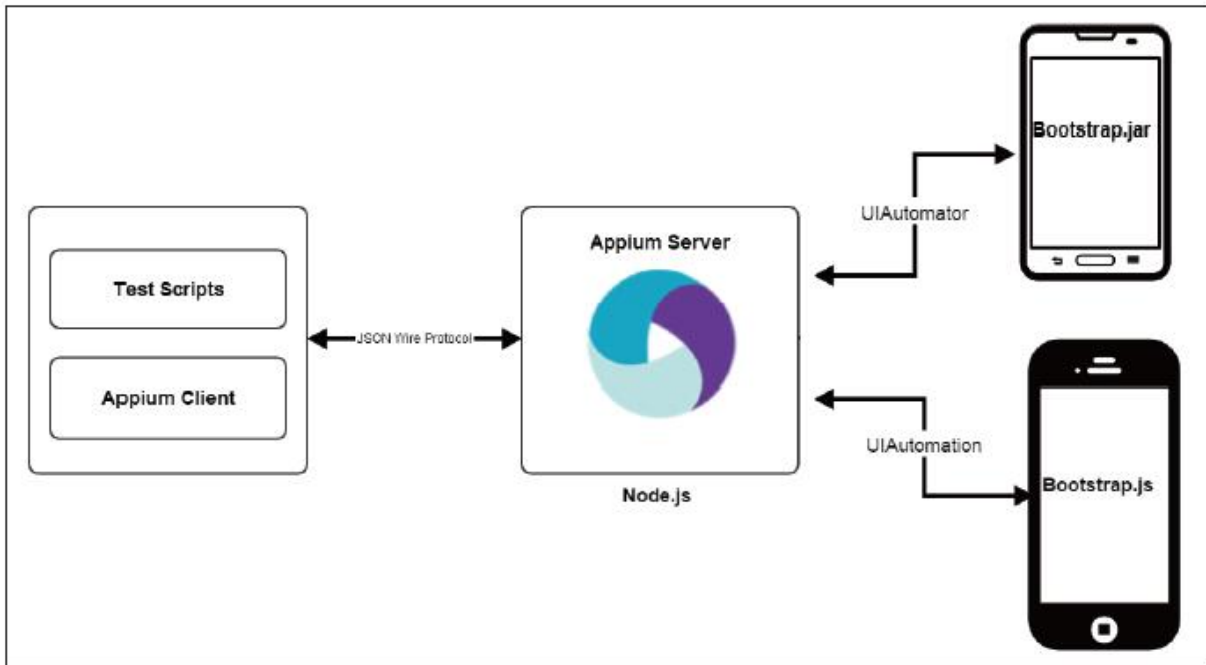 Test Scripts
Appium Client
JSON Wire Protocol
Appium Server
Node.js
UIAutomator
UIAutomation
Bootstrap.jar
Bootstrap.js